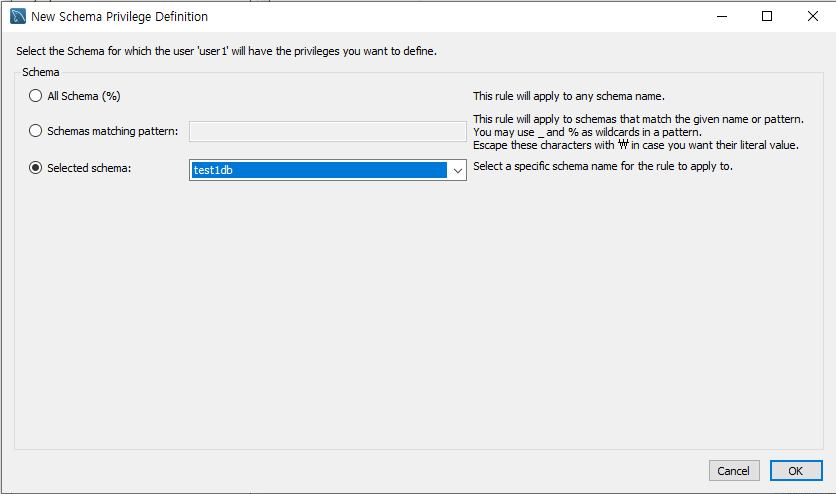 New Schema Privilege Definition
Select the Schema for which the user 'user1' will have the privileges you want to define.
Schema
All Schema (%)
This rule will apply to any schema name.
Schemas matching pattern:
This rule will apply to schemas that match the given name or pattern.
You may use _ and % as wildcards in a pattern.
Escape these characters with ₩ in case you want their literal value.
Selected schema:
test1db
Select a specific schema name for the rule to apply to.
Cancel
OK